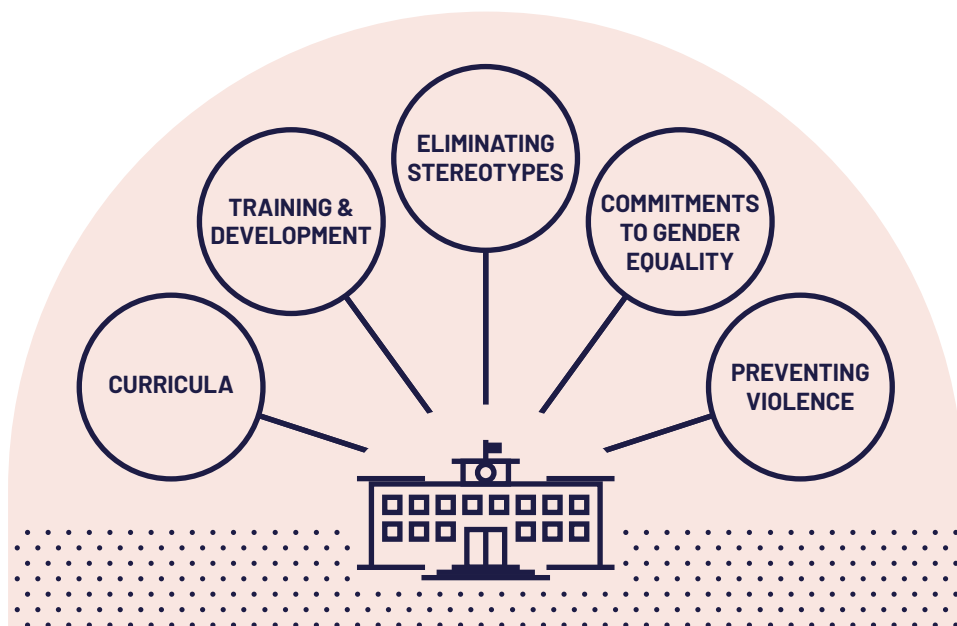 ELIMINATING
STEREOTYPES
TRAINING &
DEVELOPMENT
COMMITMENTS
TO GENDER
EQUALITY
CURRICULA
PREVENTING
VIOLENCE